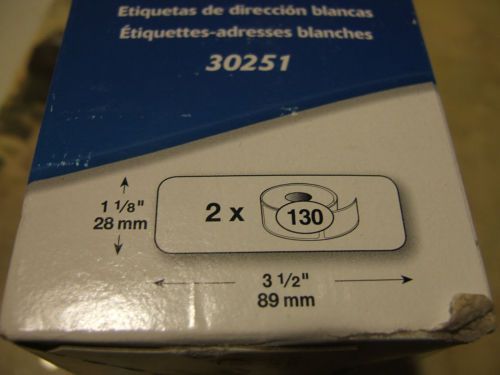 Etiquetas de dirección blancas
Étiquettes-adresses blanches
30251
1 1/8"
28 mm
2 x 130
3 1/2"
89 mm